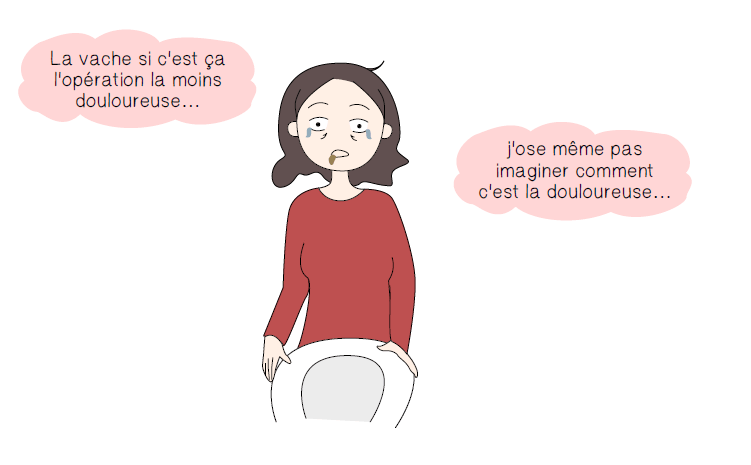 La vache si c'est ça
l'opération la moins
douloureuse...
j'ose même pas
imaginer comment
c'est la douloureuse...